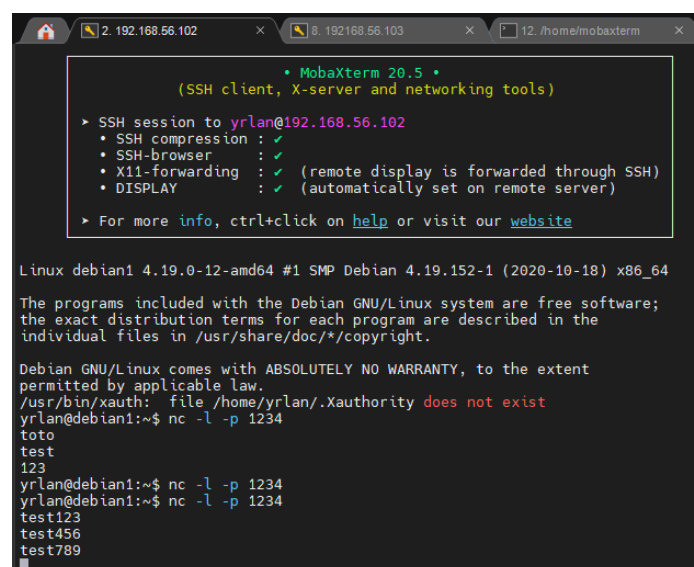 2. 192.168.56.102
8. 192168.56.103
12. /home/mobaxterm
• MobaXterm 20.5 •
(SSH client, X-server and networking tools)
➤ SSH session to yrlan@192.168.56.102
• SSH compression : ✔
• SSH-browser : ✔
• X11-forwarding : ✔ (remote display is forwarded through SSH)
• DISPLAY : ✔ (automatically set on remote server)
➤ For more info, ctrl+click on help or visit our website
Linux debian1 4.19.0-12-amd64 #1 SMP Debian 4.19.152-1 (2020-10-18) x86_64
The programs included with the Debian GNU/Linux system are free software;
the exact distribution terms for each program are described in the
individual files in /usr/share/doc/*/copyright.
Debian GNU/Linux comes with ABSOLUTELY NO WARRANTY, to the extent
permitted by applicable law.
/usr/bin/xauth:  file /home/yrlan/.Xauthority does not exist
yrlan@debian1:~$ nc -l -p 1234
toto
test
123
yrlan@debian1:~$ nc -l -p 1234
yrlan@debian1:~$ nc -l -p 1234
test123
test456
test789